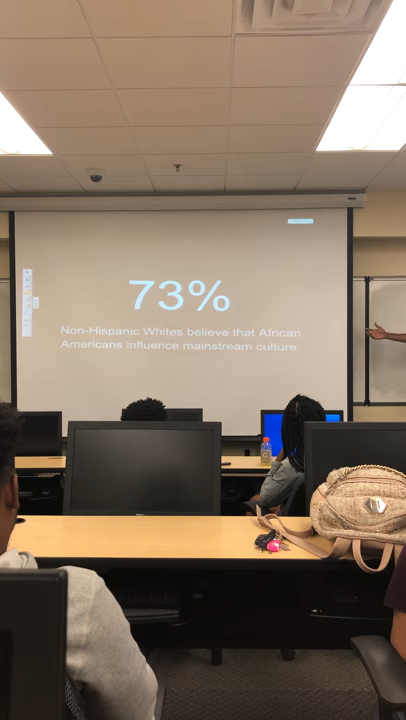 73%
Non-Hispanic Whites believe that African
Americans influence mainstream culture.